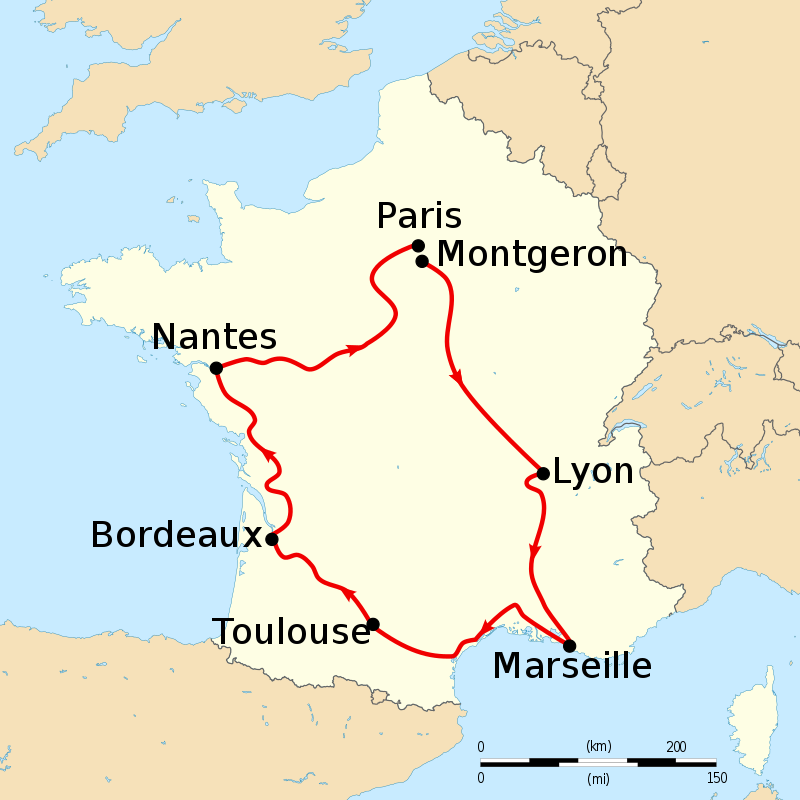 Paris
Montgeron
Nantes
Lyon
Bordeaux
Toulouse
Marseille
0 (km) 200
0 (mi) 150